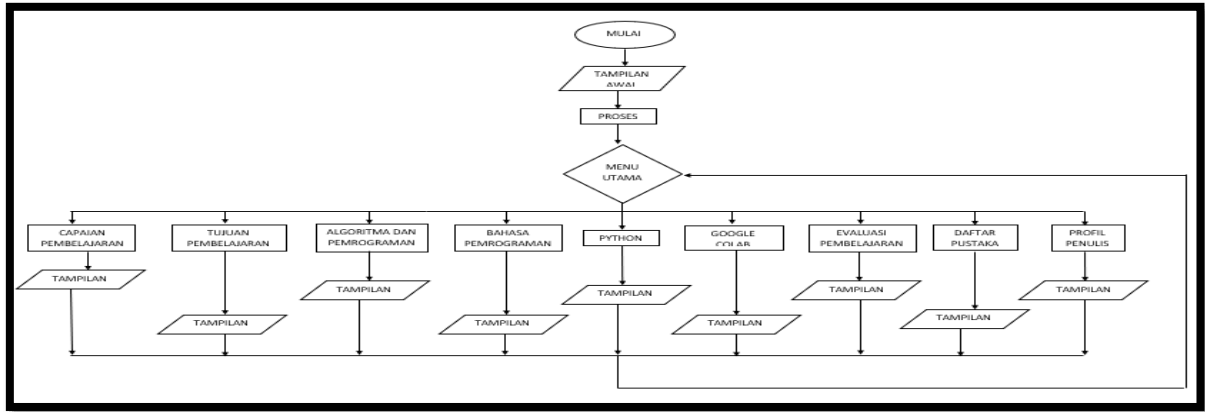 MULAI
TAMPILAN
AWAL
PROSES
MENU
UTAMA
CAPAIAN
PEMBELAJARAN
TUJUAN
PEMBELAJARAN
ALGORITMA DAN
PEMROGRAMAN
BAHASA
PEMROGRAMAN
PYTHON
GOOGLE
COLAB
EVALUASI
PEMBELAJARAN
DAFTAR
PUSTAKA
PROFIL
PENULIS
TAMPILAN
TAMPILAN
TAMPILAN
TAMPILAN
TAMPILAN
TAMPILAN
TAMPILAN
TAMPILAN
TAMPILAN